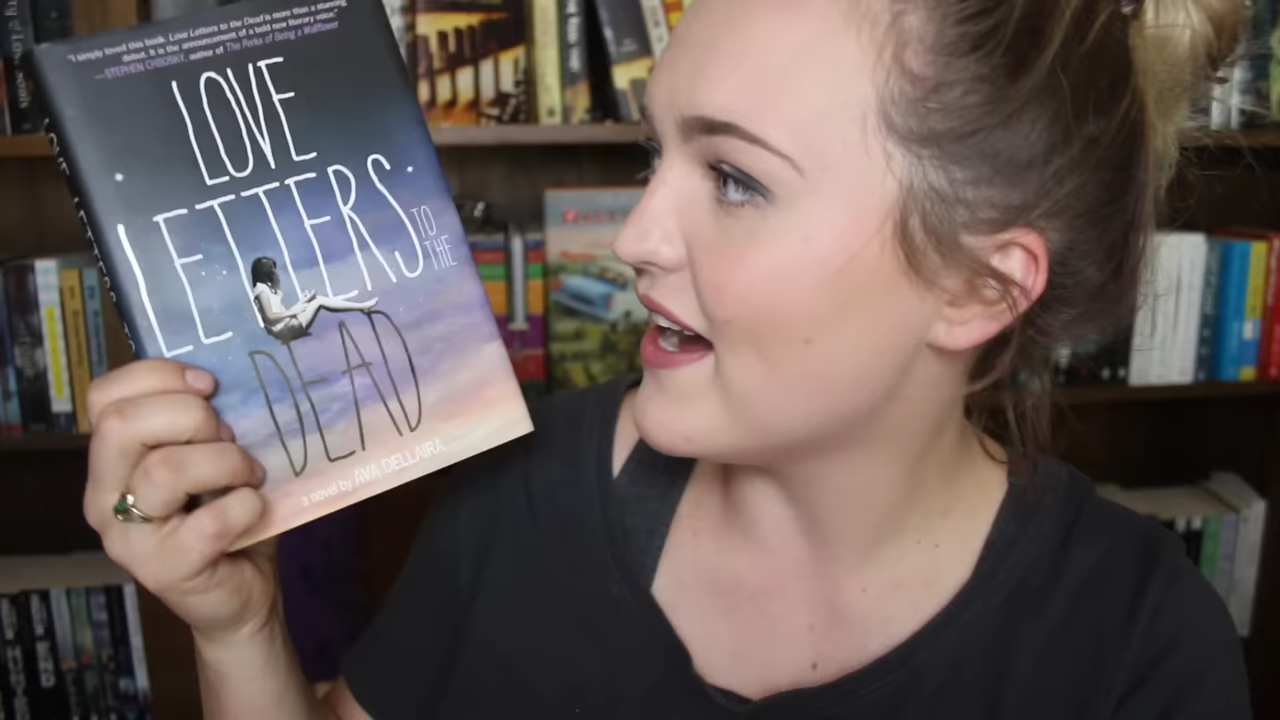 "I simply loved this book. Love Letters to the Dead is more than a stunning
debut. It is the announcement of a bold new literary voice."
—STEPHEN CHBOSKY, author of The Perks of Being a Wallflower
LOVE
LETTERS
TO
THE
DEAD
a novel by AVA DELLAIRA